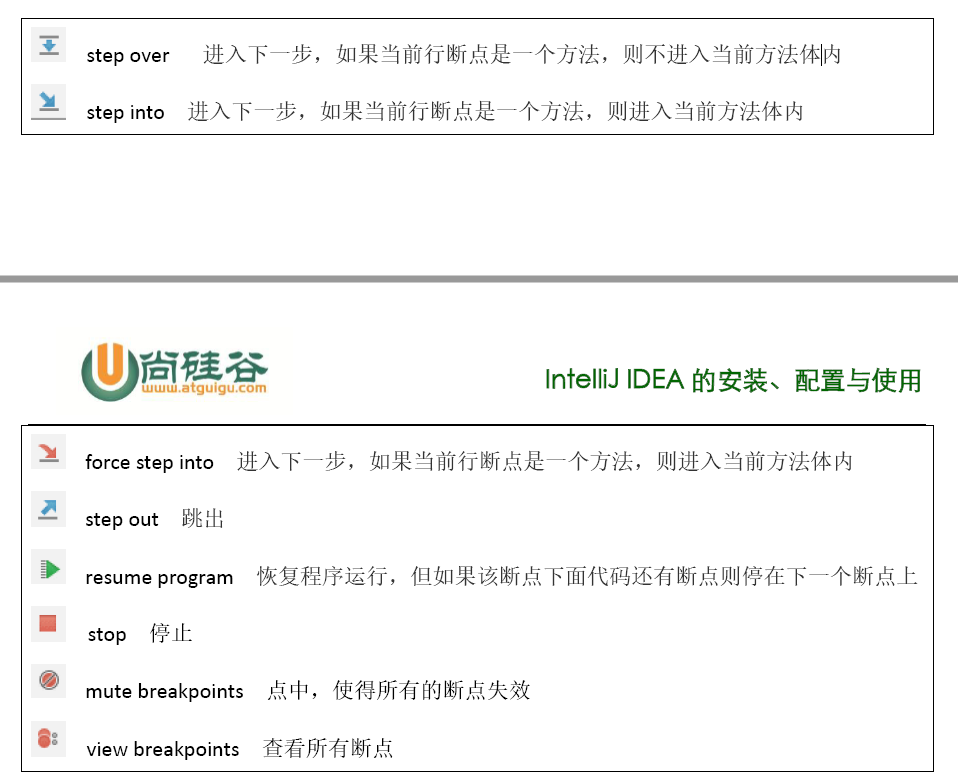 step over 进入下一步，如果当前行断点是一个方法，则不进入当前方法体内
step into 进入下一步，如果当前行断点是一个方法，则进入当前方法体内
尚硅谷
www.atguigu.com
IntelliJ IDEA 的安装、配置与使用
force step into 进入下一步，如果当前行断点是一个方法，则进入当前方法体内
step out 跳出
resume program 恢复程序运行，但如果该断点下面代码还有断点则停在下一个断点上
stop 停止
mute breakpoints 点中，使得所有的断点失效
view breakpoints 查看所有断点